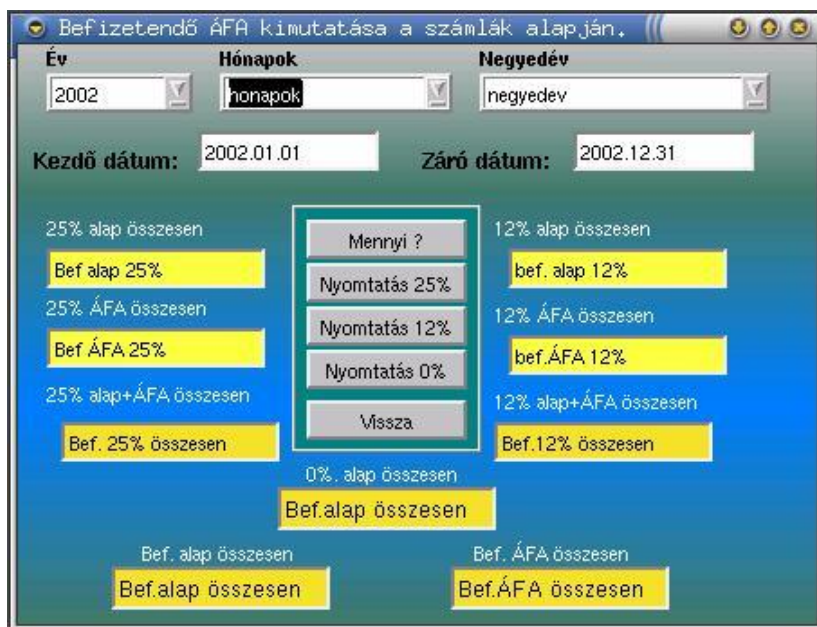 Befizetendő ÁFA kimutatása a számlák alapján.
Év Hónapok Negyedév
2002 honapok negyedev
Kezdő dátum: 2002.01.01 Záró dátum: 2002.12.31
25% alap összesen
Bef alap 25%
25% ÁFA összesen
Bef ÁFA 25%
25% alap+ÁFA összesen
Bef. 25% összesen
Mennyi ?
Nyomtatás 25%
Nyomtatás 12%
Nyomtatás 0%
Vissza
12% alap összesen
bef. alap 12%
12% ÁFA összesen
bef.ÁFA 12%
12% alap+ÁFA összesen
Bef.12% összesen
0%. alap összesen
Bef.alap összesen
Bef. alap összesen
Bef.alap összesen
Bef. ÁFA összesen
Bef.ÁFA összesen